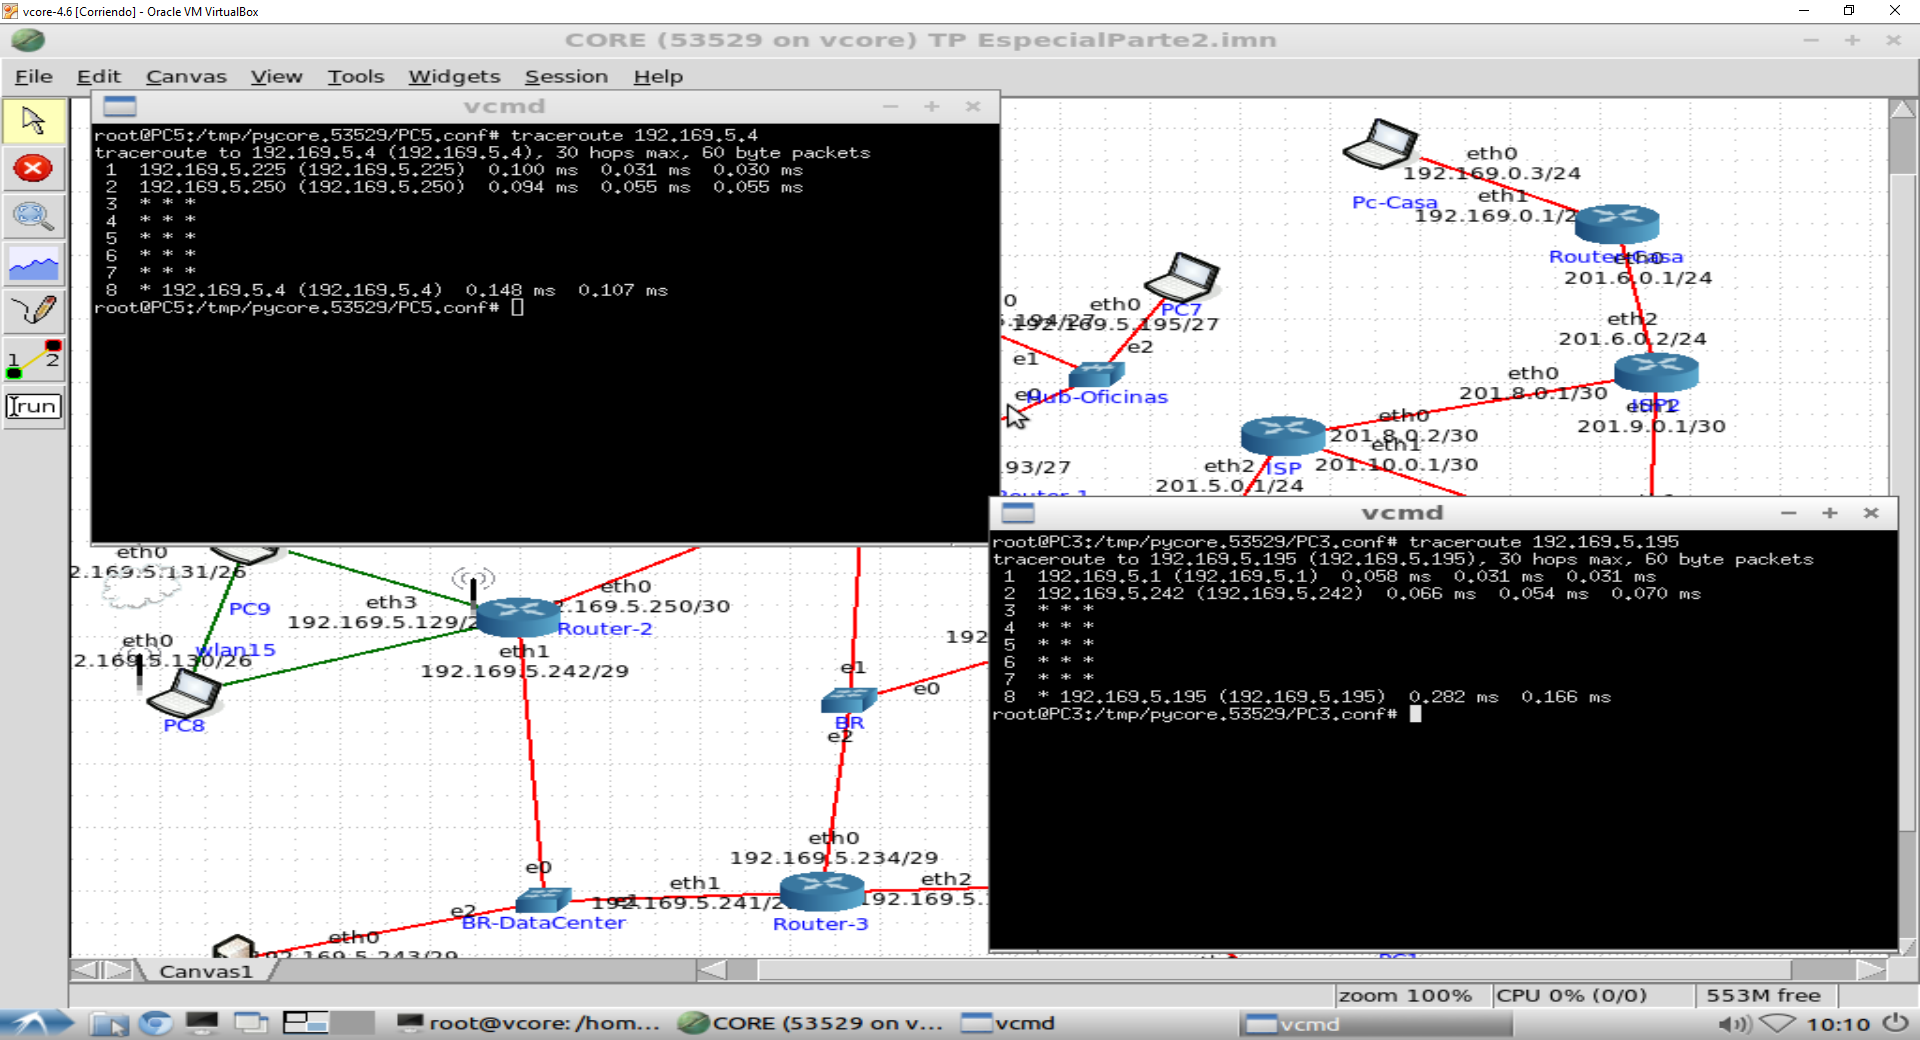 vcore-4.6 [Corriendo] - Oracle VM VirtualBox
CORE (53529 on vcore) TP EspecialParte2.imn
File Edit Canvas View Tools Widgets Session Help
vcmd
root@PC5:/tmp/pycore.53529/PC5.conf# traceroute 192.169.5.4
traceroute to 192.169.5.4 (192.169.5.4), 30 hops max, 60 byte packets
1 192.169.5.225 (192.169.5.225) 0.100 ms 0.031 ms 0.030 ms
2 192.169.5.250 (192.169.5.250) 0.094 ms 0.055 ms 0.055 ms
3 * * *
4 * * *
5 * * *
6 * * *
7 * * *
8 * 192.169.5.4 (192.169.5.4) 0.148 ms 0.107 ms
root@PC5:/tmp/pycore.53529/PC5.conf#
1 2
run
eth0
192.169.0.3/24
Pc-Casa
eth1
192.169.0.1/2
Router-Casa
eth0
201.6.0.1/24
PC7
eth0
192.169.5.195/27
e2
e1
e0
Hub-Oficinas
eth2
201.6.0.2/24
eth0
201.8.0.1/30
ISP2
eth1
201.9.0.1/30
eth0
201.8.0.2/30
eth1
201.10.0.1/30
ISP
eth2
201.5.0.1/24
93/27
Router-1
vcmd
root@PC3:/tmp/pycore.53529/PC3.conf# traceroute 192.169.5.195
traceroute to 192.169.5.195 (192.169.5.195), 30 hops max, 60 byte packets
1 192.169.5.1 (192.169.5.1) 0.058 ms 0.031 ms 0.031 ms
2 192.169.5.242 (192.169.5.242) 0.066 ms 0.054 ms 0.070 ms
3 * * *
4 * * *
5 * * *
6 * * *
7 * * *
8 * 192.169.5.195 (192.169.5.195) 0.282 ms 0.166 ms
root@PC3:/tmp/pycore.53529/PC3.conf#
eth0
2.169.5.131/26
PC9
eth3
192.169.5.129/2
eth0
2.169.5.130/26
wlan15
PC8
eth0
.169.5.250/30
Router-2
eth1
192.169.5.242/29
192
e1
e0
BR
e2
eth0
192.169.5.234/29
e0
eth1
192.169.5.241/2
eth2
192.169.5.
Router-3
e2
BR-DataCenter
eth0
92.169.5.243/29
PC1
Canvas1
zoom 100%
CPU 0% (0/0)
553M free
root@vcore: /hom...
CORE (53529 on v...
vcmd
vcmd
10:10